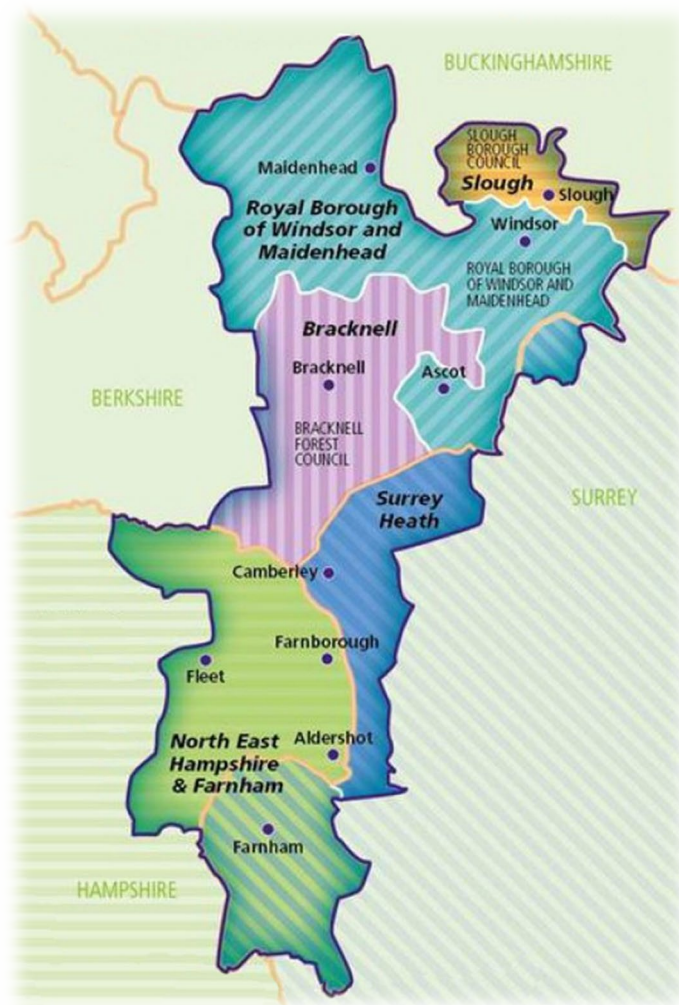 BUCKINGHAMSHIRE
SLOUGH
BOROUGH
COUNCIL
Slough
Slough
Maidenhead
Royal Borough
of Windsor and
Maidenhead
Windsor
ROYAL BOROUGH
OF WINDSOR AND
MAIDENHEAD
Bracknell
Bracknell
Ascot
BERKSHIRE
BRACKNELL
FOREST
COUNCIL
Surrey
Heath
SURREY
Camberley
Farnborough
Fleet
North East
Hampshire
& Farnham
Aldershot
Farnham
HAMPSHIRE